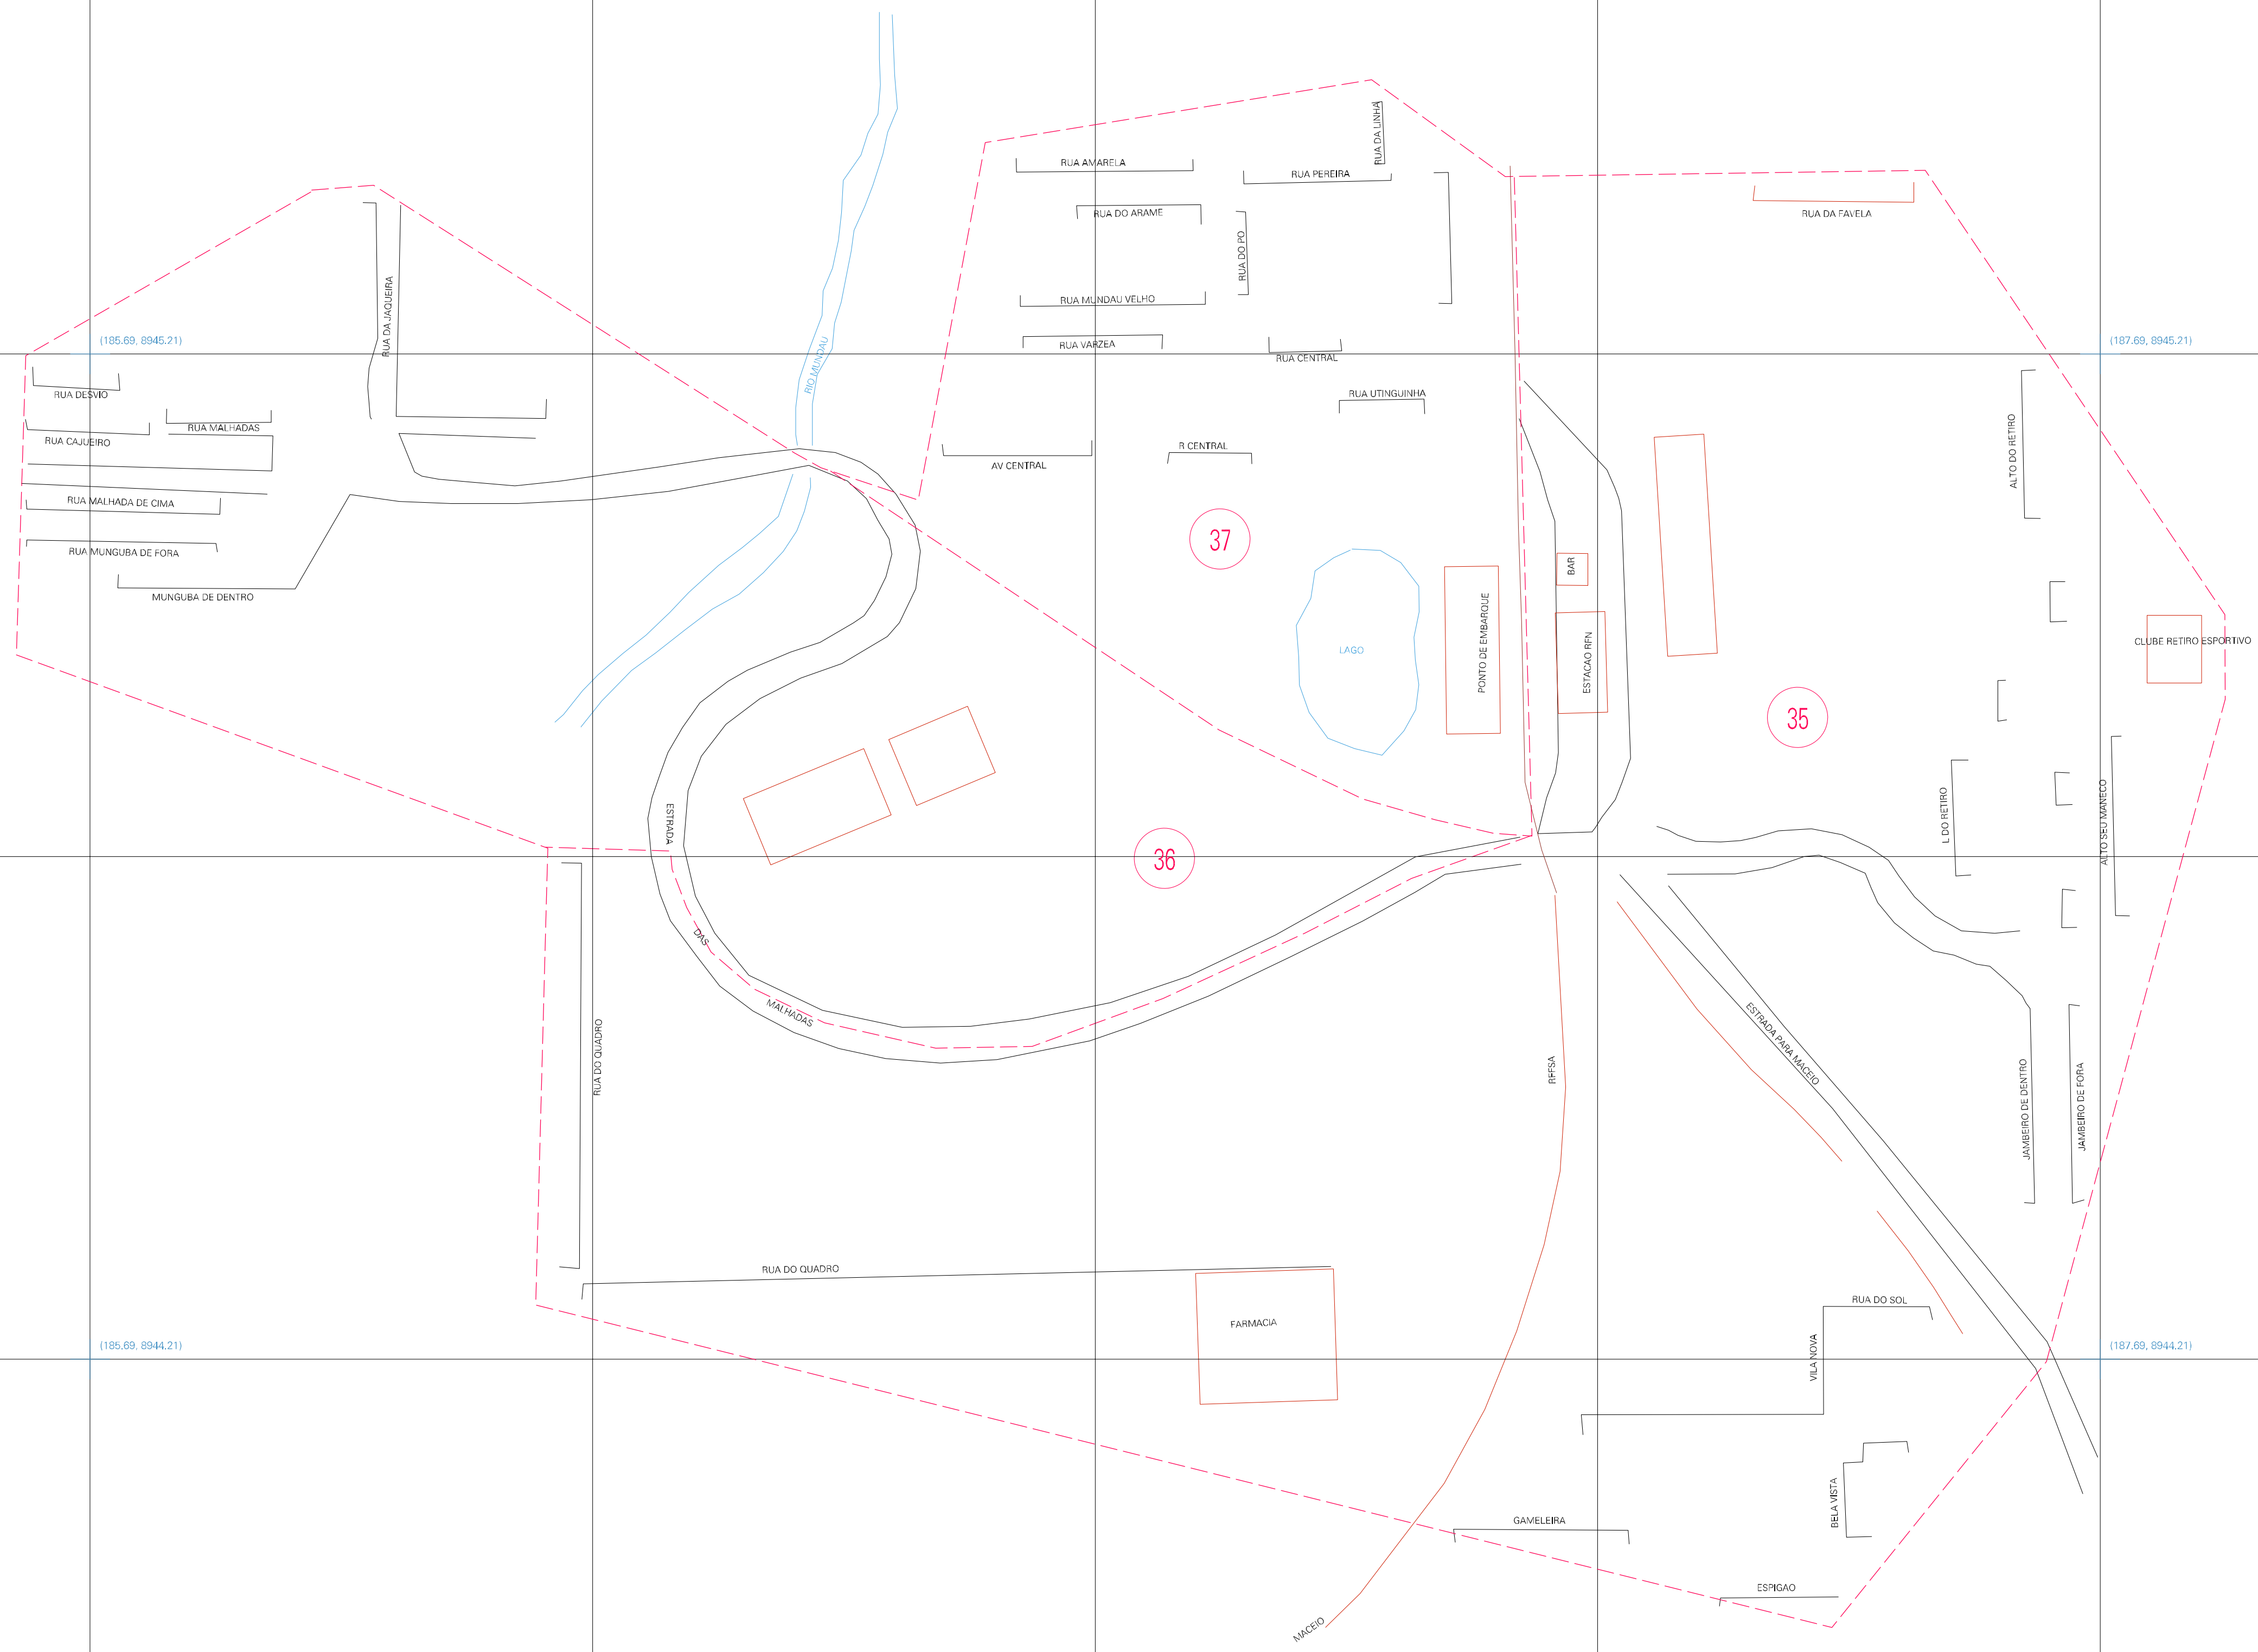 RUA DA LINHA
RUA AMARELA
RUA PEREIRA
RUA DO ARAME
RUA DA FAVELA
RUA DO PO
RUA DA JAQUEIRA
RUA MUNDAU VELHO
(185.69, 8945.21)
RUA VARZEA
RUA CENTRAL
(187.69, 8945.21)
RIO MUNDAU
RUA DESVIO
RUA UTINGUINHA
RUA MALHADAS
RUA CAJUEIRO
R CENTRAL
AV CENTRAL
ALTO DO RETIRO
RUA MALHADA DE CIMA
37
RUA MUNGUBA DE FORA
BAR
MUNGUBA DE DENTRO
LAGO
PONTO DE EMBARQUE
ESTACAO RFN
CLUBE RETIRO ESPORTIVO
35
ESTRADA
L DO RETIRO
ALTO SEU MANECO
36
DAS
MALHADAS
RUA DO QUADRO
RFFSA
ESTRADA PARA MACEIO
JAMBEIRO DE DENTRO
JAMBEIRO DE FORA
RUA DO QUADRO
RUA DO SOL
FARMACIA
(185.69, 8944.21)
VILA NOVA
(187.69, 8944.21)
BELA VISTA
GAMELEIRA
ESPIGAO
MACEIO